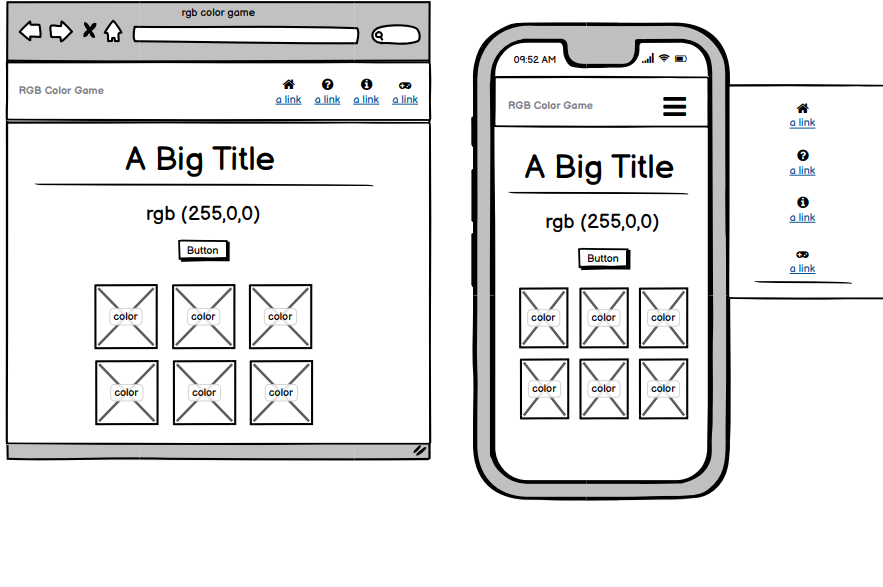 rgb color game
RGB Color Game
a link a link a link a link
A Big Title
rgb (255,0,0)
Button
color color color
color color color
09:52 AM
RGB Color Game
A Big Title
rgb (255,0,0)
Button
color color color
color color color
a link
a link
a link
a link